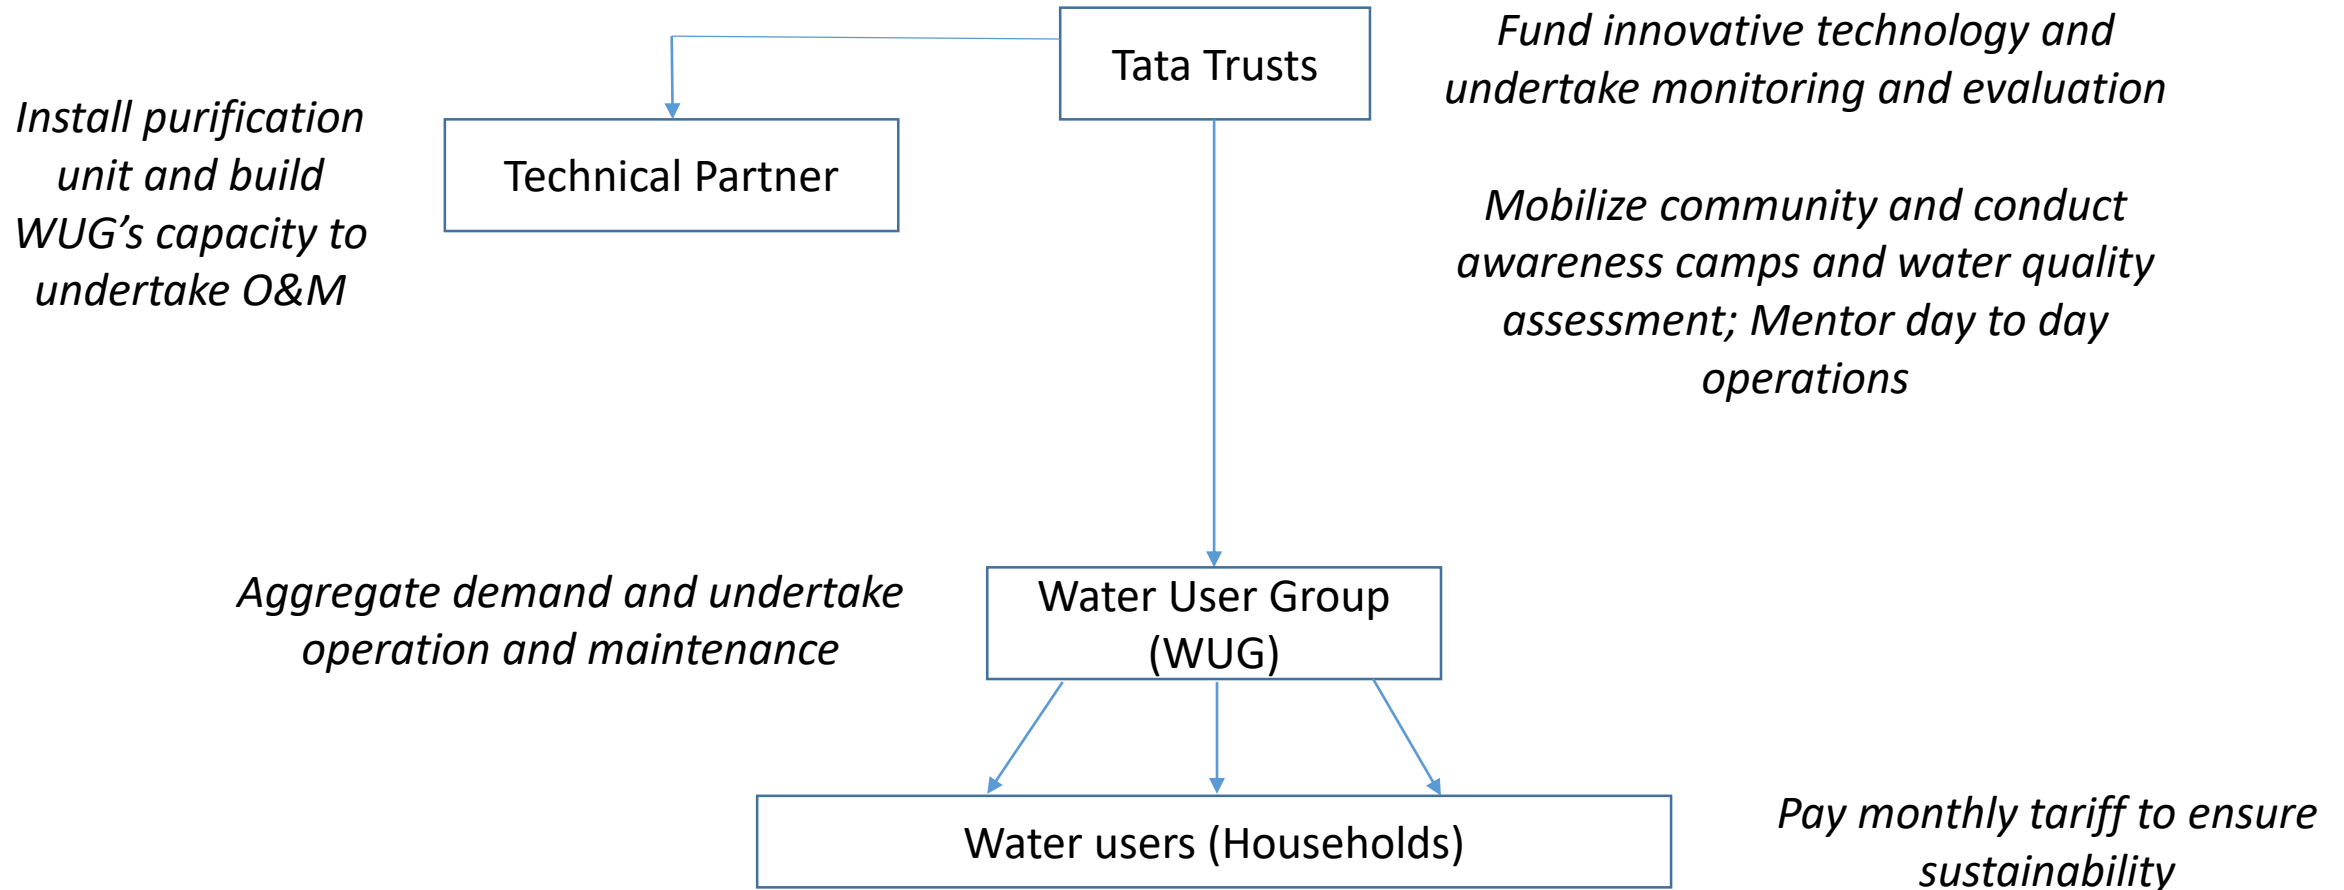 Tata Trusts
Fund innovative technology and
undertake monitoring and evaluation
Install purification
unit and build
WUG’s capacity to
undertake O&M
Technical Partner
Mobilize community and conduct
awareness camps and water quality
assessment; Mentor day to day
operations
Aggregate demand and undertake
operation and maintenance
Water User Group
(WUG)
Water users (Households)
Pay monthly tariff to ensure
sustainability